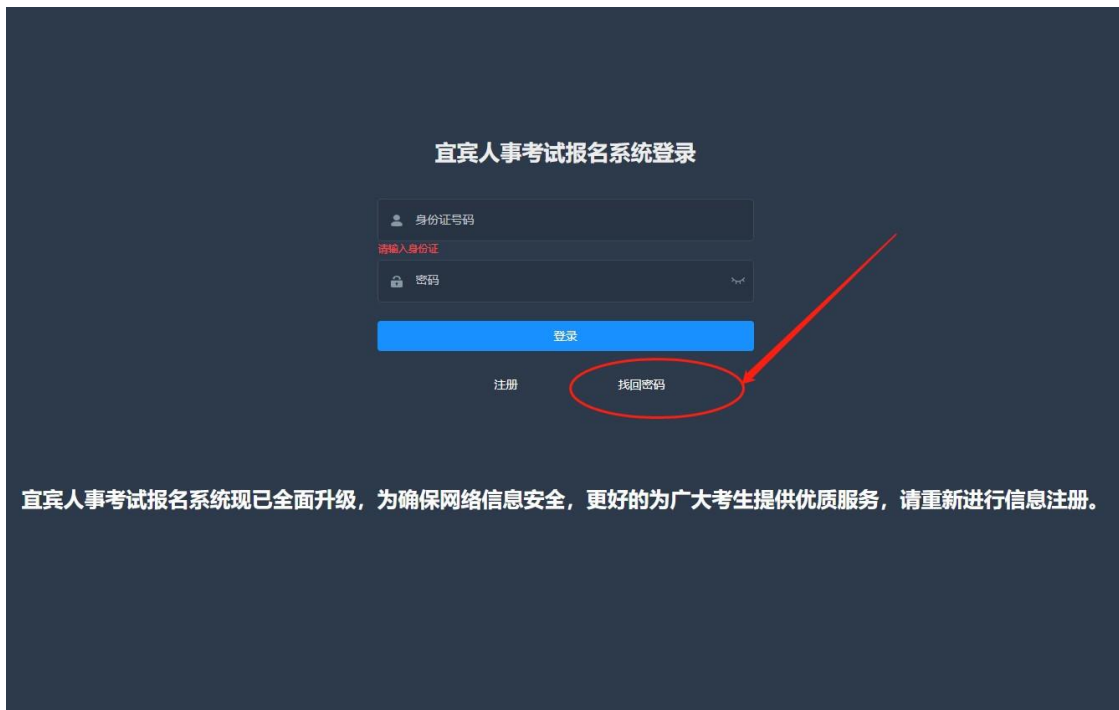 宜宾人事考试报名系统登录
身份证号码
请输入身份证
密码
登录
注册 找回密码
宜宾人事考试报名系统现已全面升级，为确保网络信息安全，更好的为广大考生提供优质服务，请重新进行信息注册。